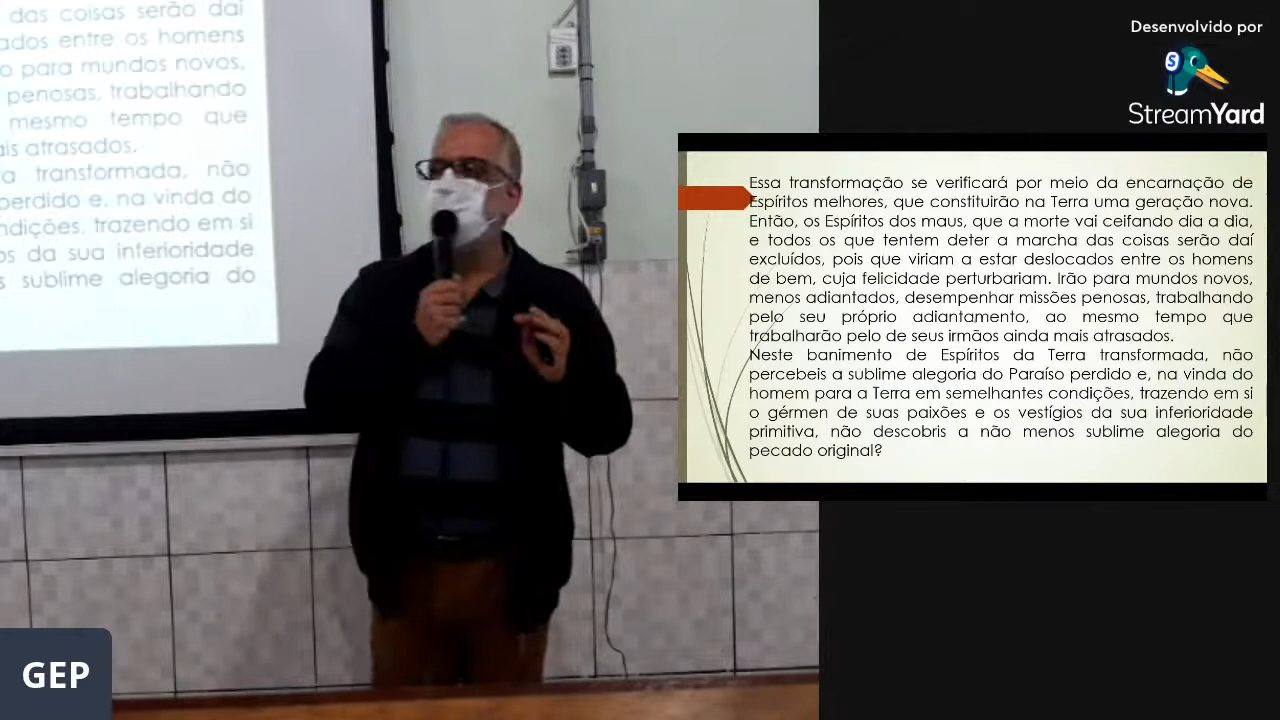 das coisas serão daí
ados entre os homens
o para mundos novos,
penosas, trabalhando
mesmo tempo que
ais atrasados.
a transformada, não
perdido e, na vinda do
ndições, trazendo em si
os da sua inferioridade
s sublime alegoria do
GEP
Desenvolvido por
StreamYard
Essa transformação se verificará por meio da encarnação de
Espíritos melhores, que constituirão na Terra uma geração nova.
Então, os Espíritos dos maus, que a morte vai ceifando dia a dia,
e todos os que tentem deter a marcha das coisas serão daí
excluídos, pois que viriam a estar deslocados entre os homens
de bem, cuja felicidade perturbariam. Irão para mundos novos,
menos adiantados, desempenhar missões penosas, trabalhando
pelo seu próprio adiantamento, ao mesmo tempo que
trabalharão pelo de seus irmãos ainda mais atrasados.
Neste banimento de Espíritos da Terra transformada, não
percebeis a sublime alegoria do Paraíso perdido e, na vinda do
homem para a Terra em semelhantes condições, trazendo em si
o gérmen de suas paixões e os vestígios da sua inferioridade
primitiva, não descobris a não menos sublime alegoria do
pecado original?